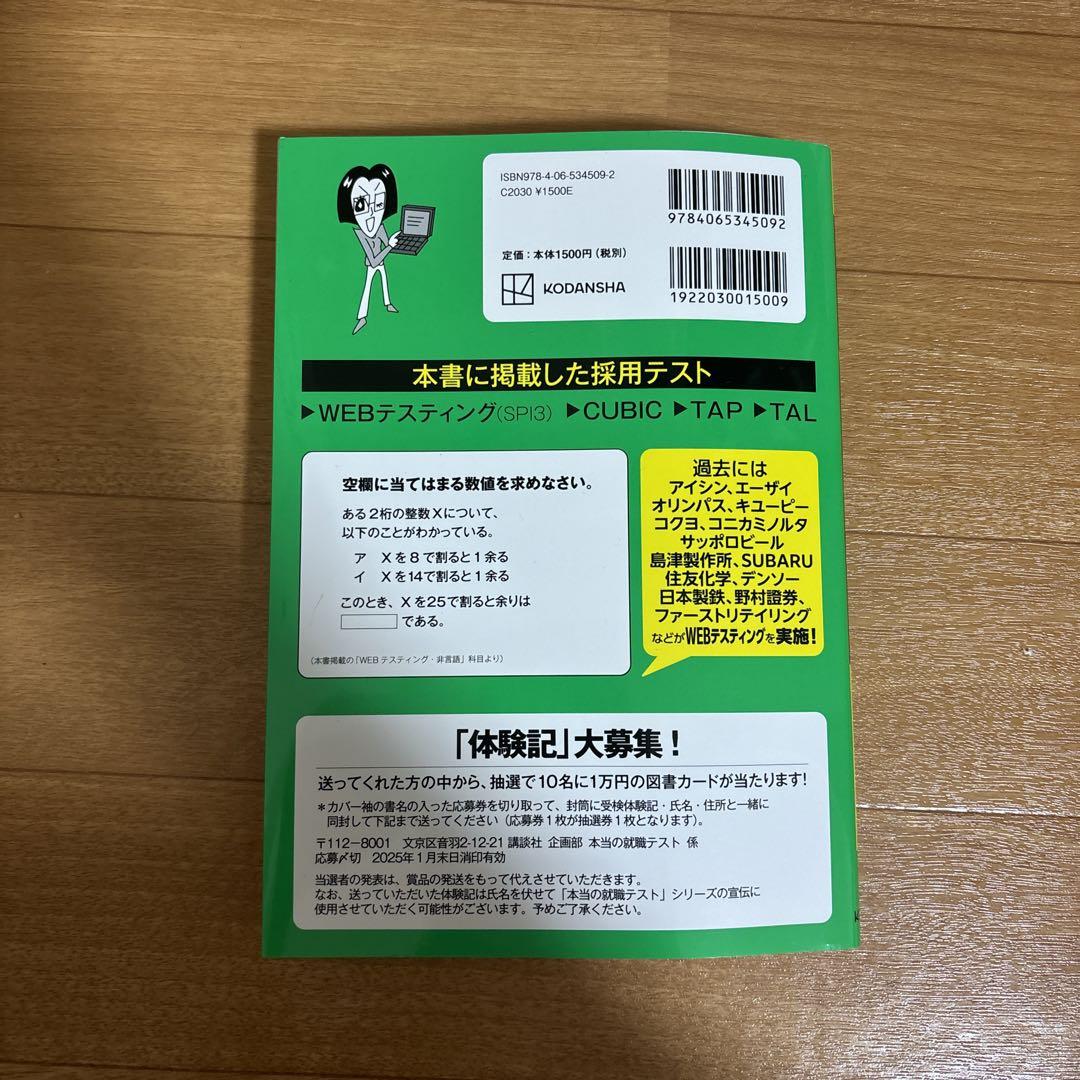 ISBN978-4-06-534509-2
C2030 ¥1500E
9784065345092
定価：本体1500円（税別）
KODANSHA
1922030015009
本書に掲載した採用テスト
▶WEBテスティング(SPI3) ▶CUBIC ▶TAP ▶TAL
空欄に当てはまる数値を求めなさい。
ある2桁の整数Xについて、
以下のことがわかっている。
ア Xを8で割ると1余る
イ Xを14で割ると1余る
このとき、Xを25で割ると余りは
である。
（本書掲載の「WEBテスティング・非言語」科目より）
過去には
アイシン、エーザイ
オリンパス、キユーピー
コクヨ、コニカミノルタ
サッポロビール
島津製作所、SUBARU
住友化学、デンソー
日本製鉄、野村證券、
ファーストリテイリング
などがWEBテスティングを実施！
「体験記」大募集！
送ってくれた方の中から、抽選で10名に1万円の図書カードが当たります！
＊カバー袖の書名の入った応募券を切り取って、封筒に受検体験記・氏名・住所と一緒に
同封して下記まで送ってください（応募券1枚が抽選券1枚となります）。
〒112－8001 文京区音羽2-12-21 講談社 企画部 本当の就職テスト 係
応募〆切 2025年1月末日消印有効
当選者の発表は、賞品の発送をもって代えさせていただきます。
なお、送っていただいた体験記は氏名を伏せて「本当の就職テスト」シリーズの宣伝に
使用させていただく可能性がございます。予めご了承ください。